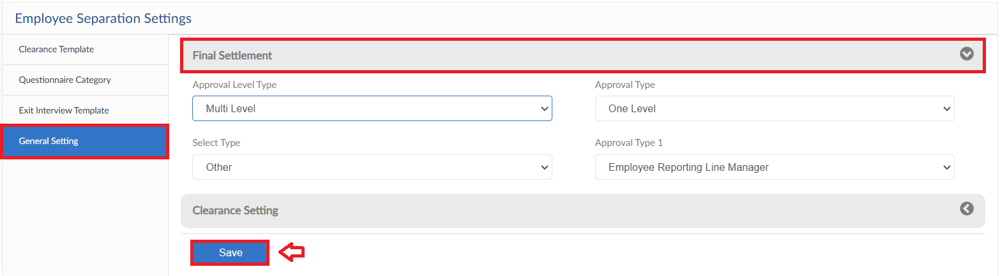 Employee Separation Settings
Clearance Template
Questionnaire Category
Exit Interview Template
General Setting
Final Settlement
Approval Level Type
Approval Type
Multi Level
One Level
Select Type
Approval Type 1
Other
Employee Reporting Line Manager
Clearance Setting
Save